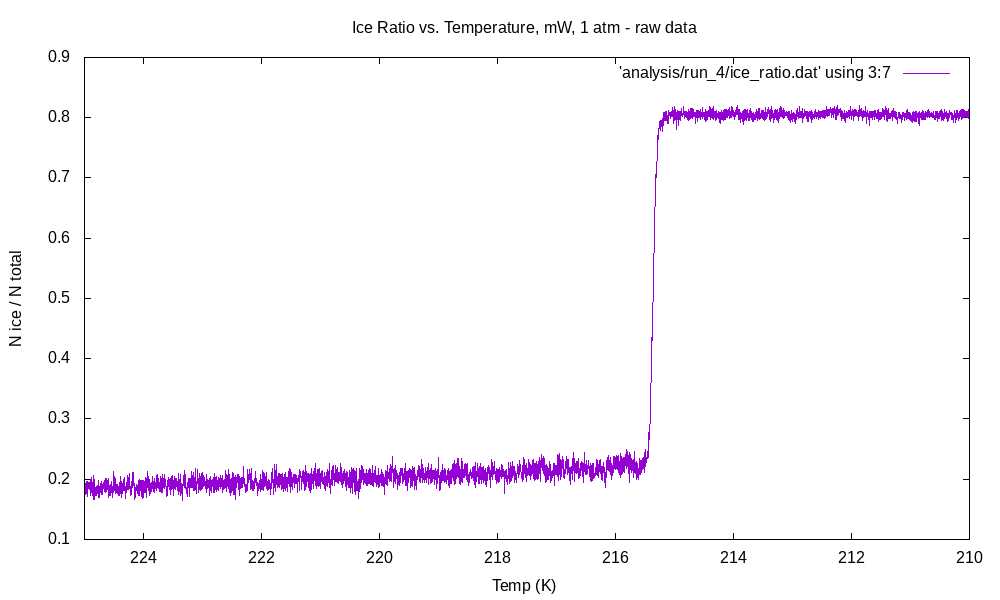 Ice Ratio vs. Temperature, mW, 1 atm - raw data
'analysis/run_4/ice_ratio.dat' using 3:7
0.9
0.8
0.7
0.6
0.5
0.4
0.3
0.2
0.1
N ice / N total
224 222 220 218 216 214 212 210
Temp (K)